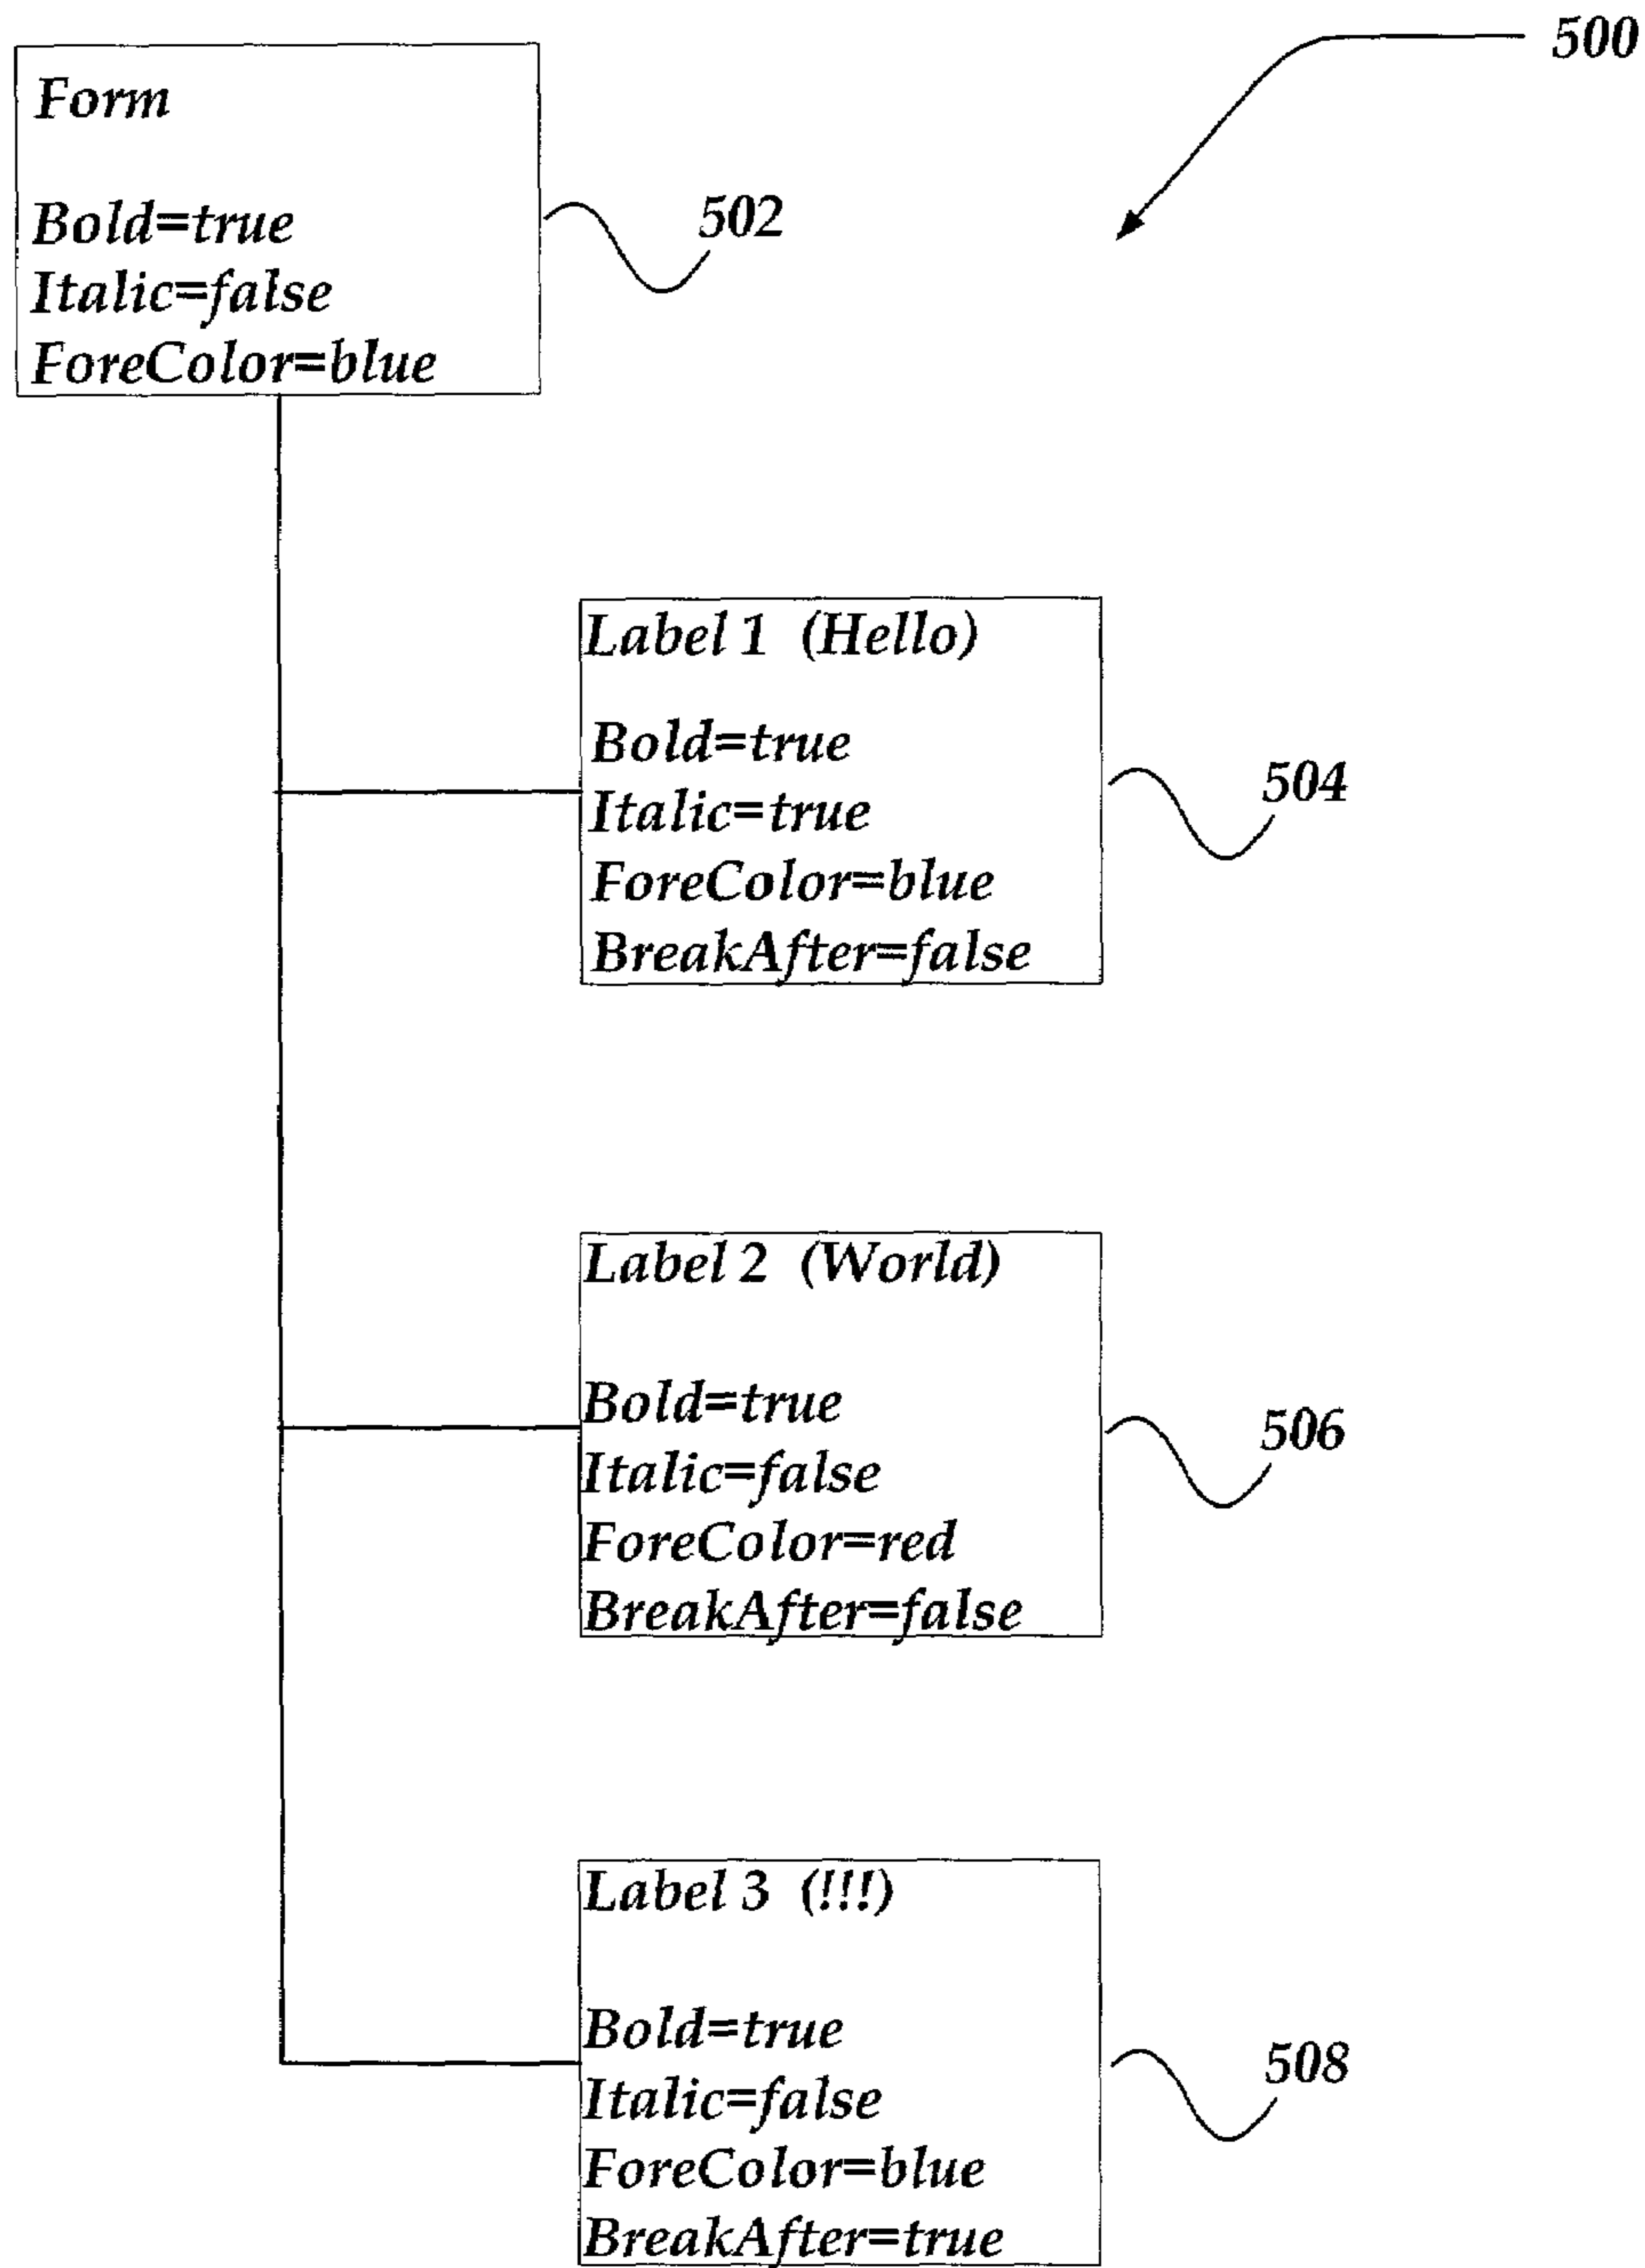 500
Form
Bold=true
Italic=false
ForeColor=blue
502
Label 1 (Hello)
Bold=true
Italic=true
ForeColor=blue
BreakAfter=false
504
Label 2 (World)
Bold=true
Italic=false
ForeColor=red
BreakAfter=false
506
Label 3 (!!!)
Bold=true
Italic=false
ForeColor=blue
BreakAfter=true
508